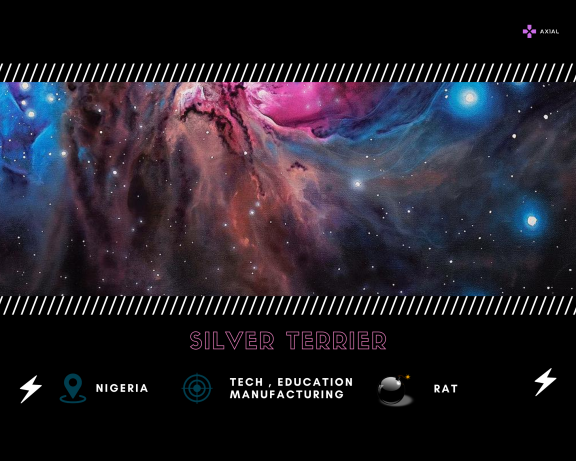 AXIAL
SILVER TERRIER
NIGERIA
TECH , EDUCATION
MANUFACTURING
RAT